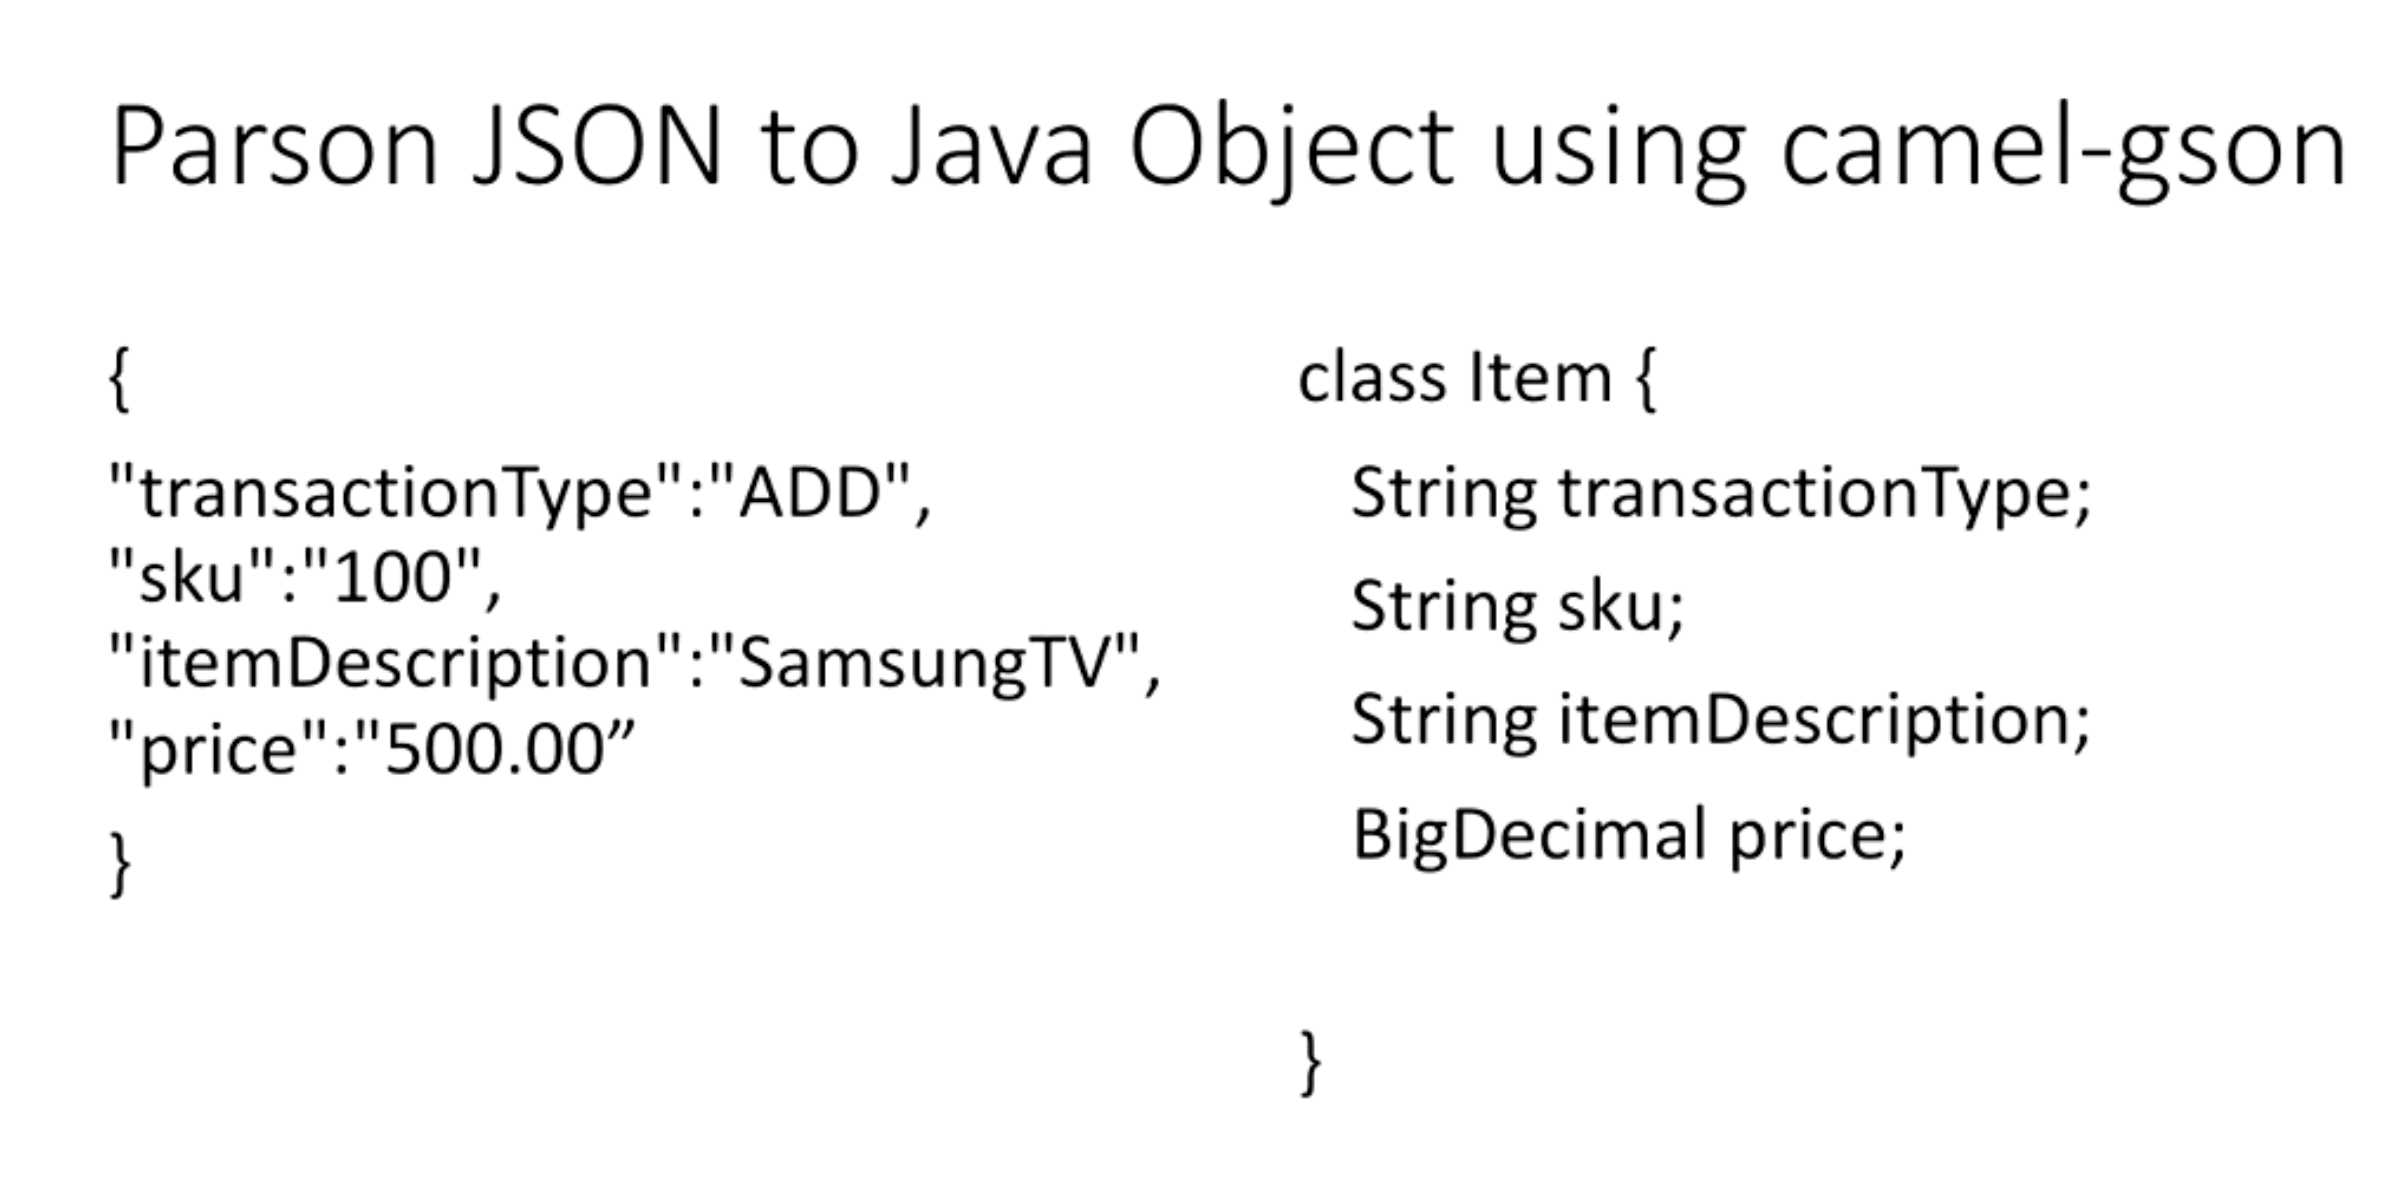 Parson JSON to Java Object using camel-gson
{
"transactionType":"ADD",
"sku":"100",
"itemDescription":"SamsungTV",
"price":"500.00”
}
class Item {
String transactionType;
String sku;
String itemDescription;
BigDecimal price;
}